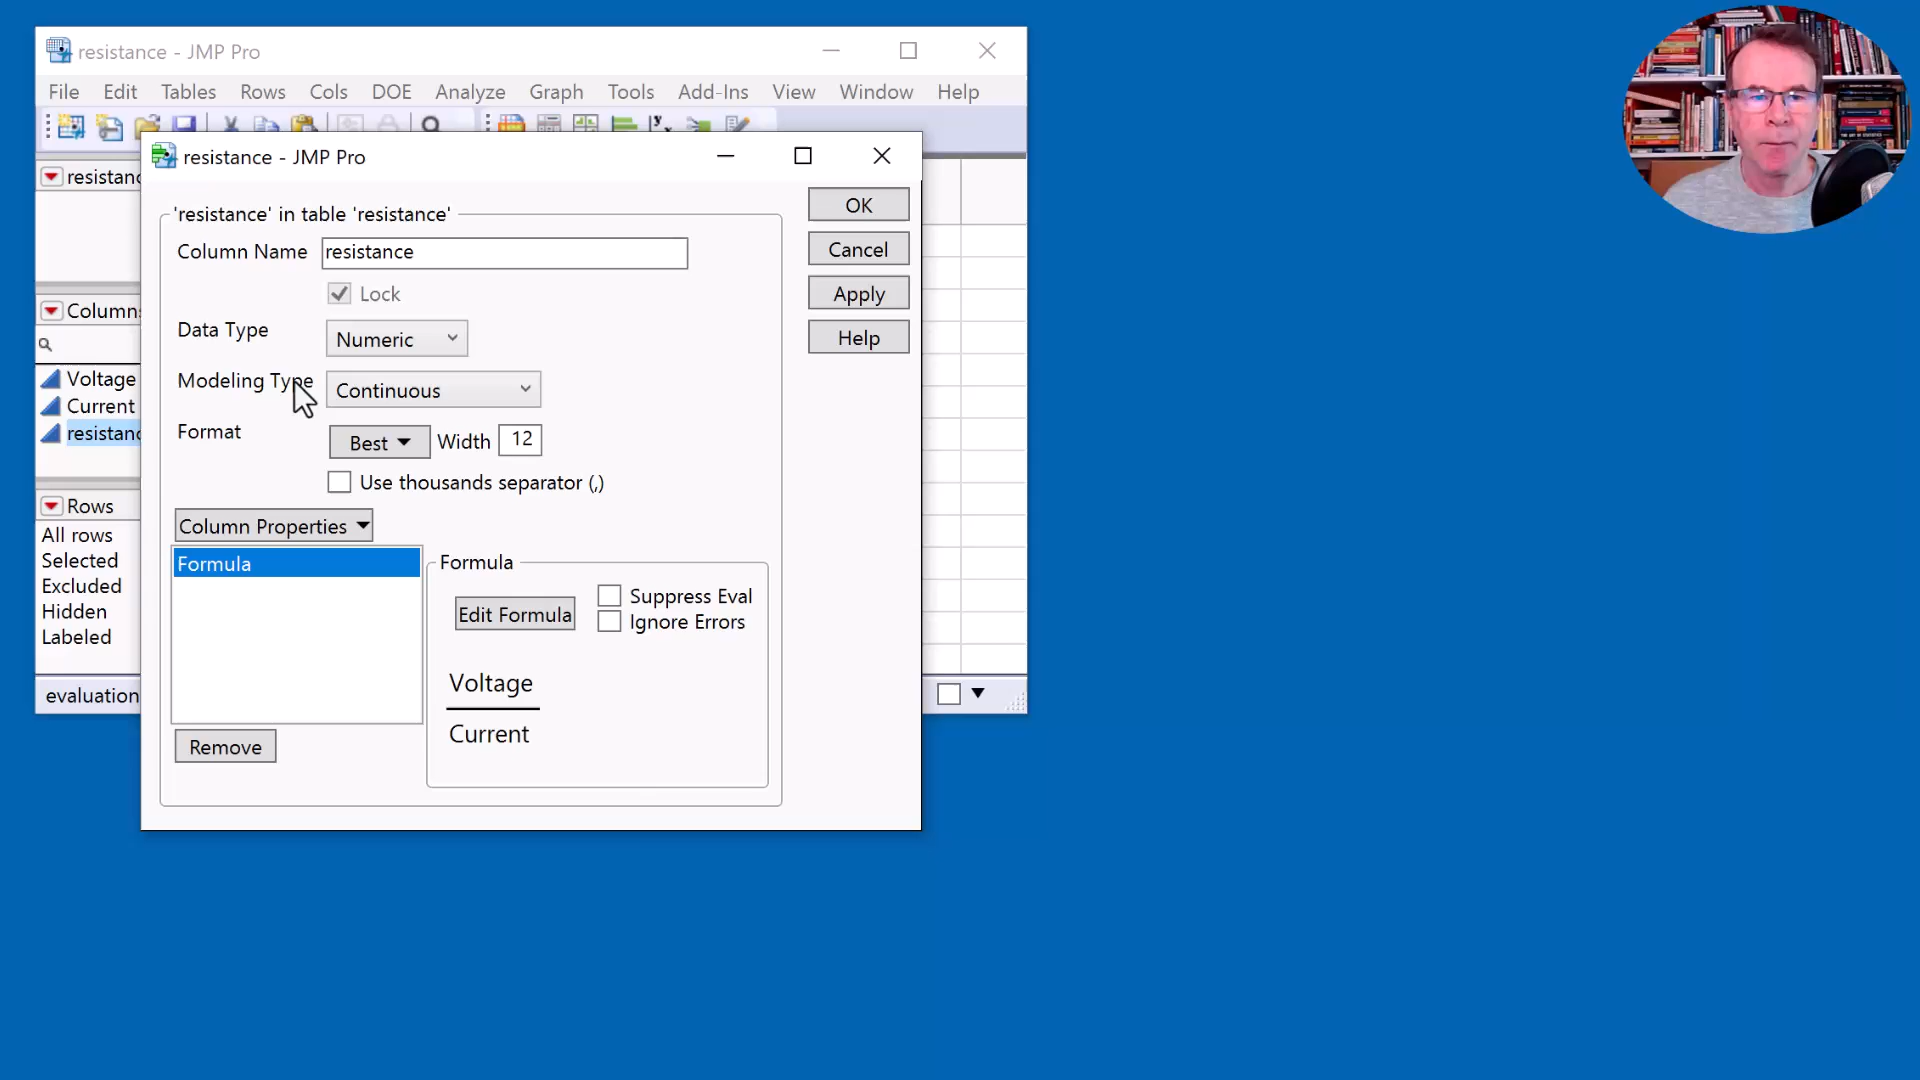 resistance - JMP Pro
File Edit Tables Rows Cols DOE Analyze Graph Tools Add-Ins View Window Help
resistance - JMP Pro
'resistance' in table 'resistance'
Column Name resistance
Lock
Data Type Numeric
Modeling Type Continuous
Format Best Width 12
Use thousands separator (,)
Column Properties
Formula
Formula
Edit Formula
Suppress Eval
Ignore Errors
Voltage
Current
Remove
OK
Cancel
Apply
Help
resistanc
Column
Voltage
Current
resistanc
Rows
All rows
Selected
Excluded
Hidden
Labeled
evaluation